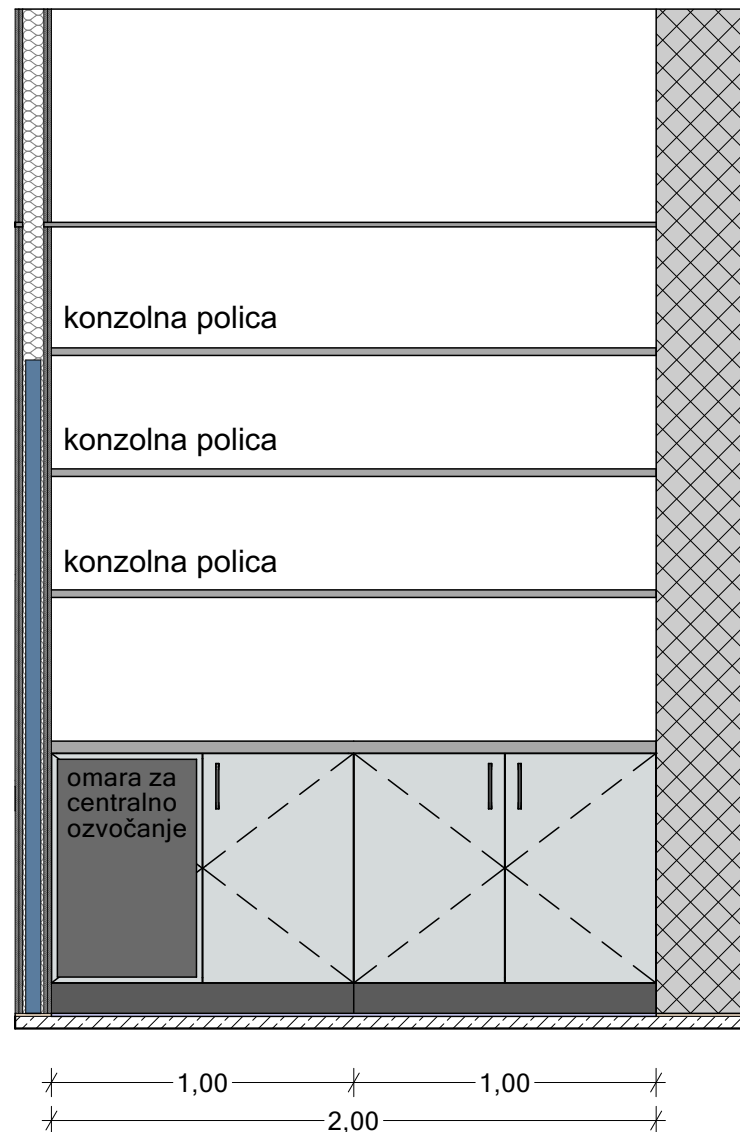 konzolna polica
konzolna polica
konzolna polica
omara za
centralno
ozvočanje
1,00 1,00
2,00